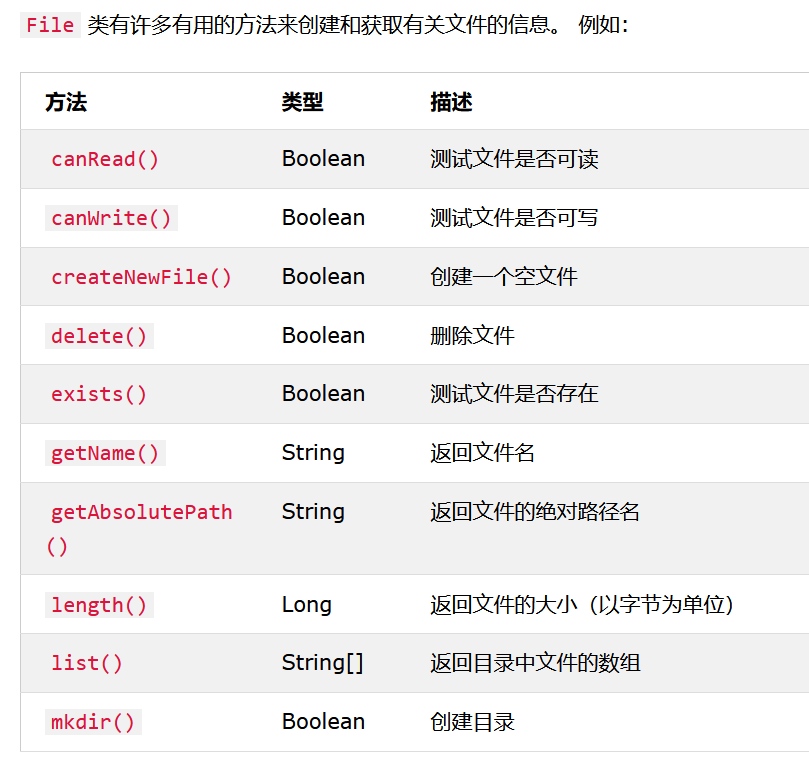 File 类有许多有用的方法来创建和获取有关文件的信息。 例如：
方法 类型 描述
canRead() Boolean 测试文件是否可读
canWrite() Boolean 测试文件是否可写
createNewFile() Boolean 创建一个空文件
delete() Boolean 删除文件
exists() Boolean 测试文件是否存在
getName() String 返回文件名
getAbsolutePath String 返回文件的绝对路径名
()
length() Long 返回文件的大小（以字节为单位）
list() String[] 返回目录中文件的数组
mkdir() Boolean 创建目录